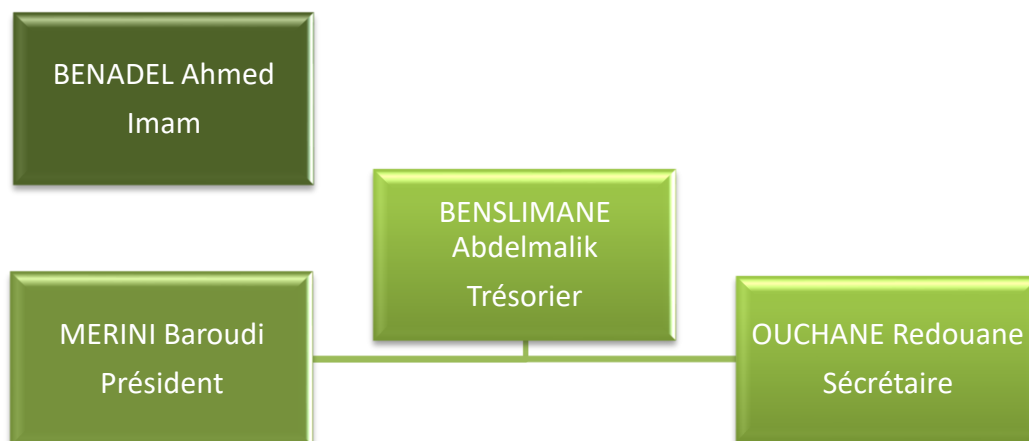 BENADEL Ahmed
Imam
BENSLIMANE
Abdelmalik
Trésorier
MERINI Baroudi
Président
OUCHANE Redouane
Sécrétaire